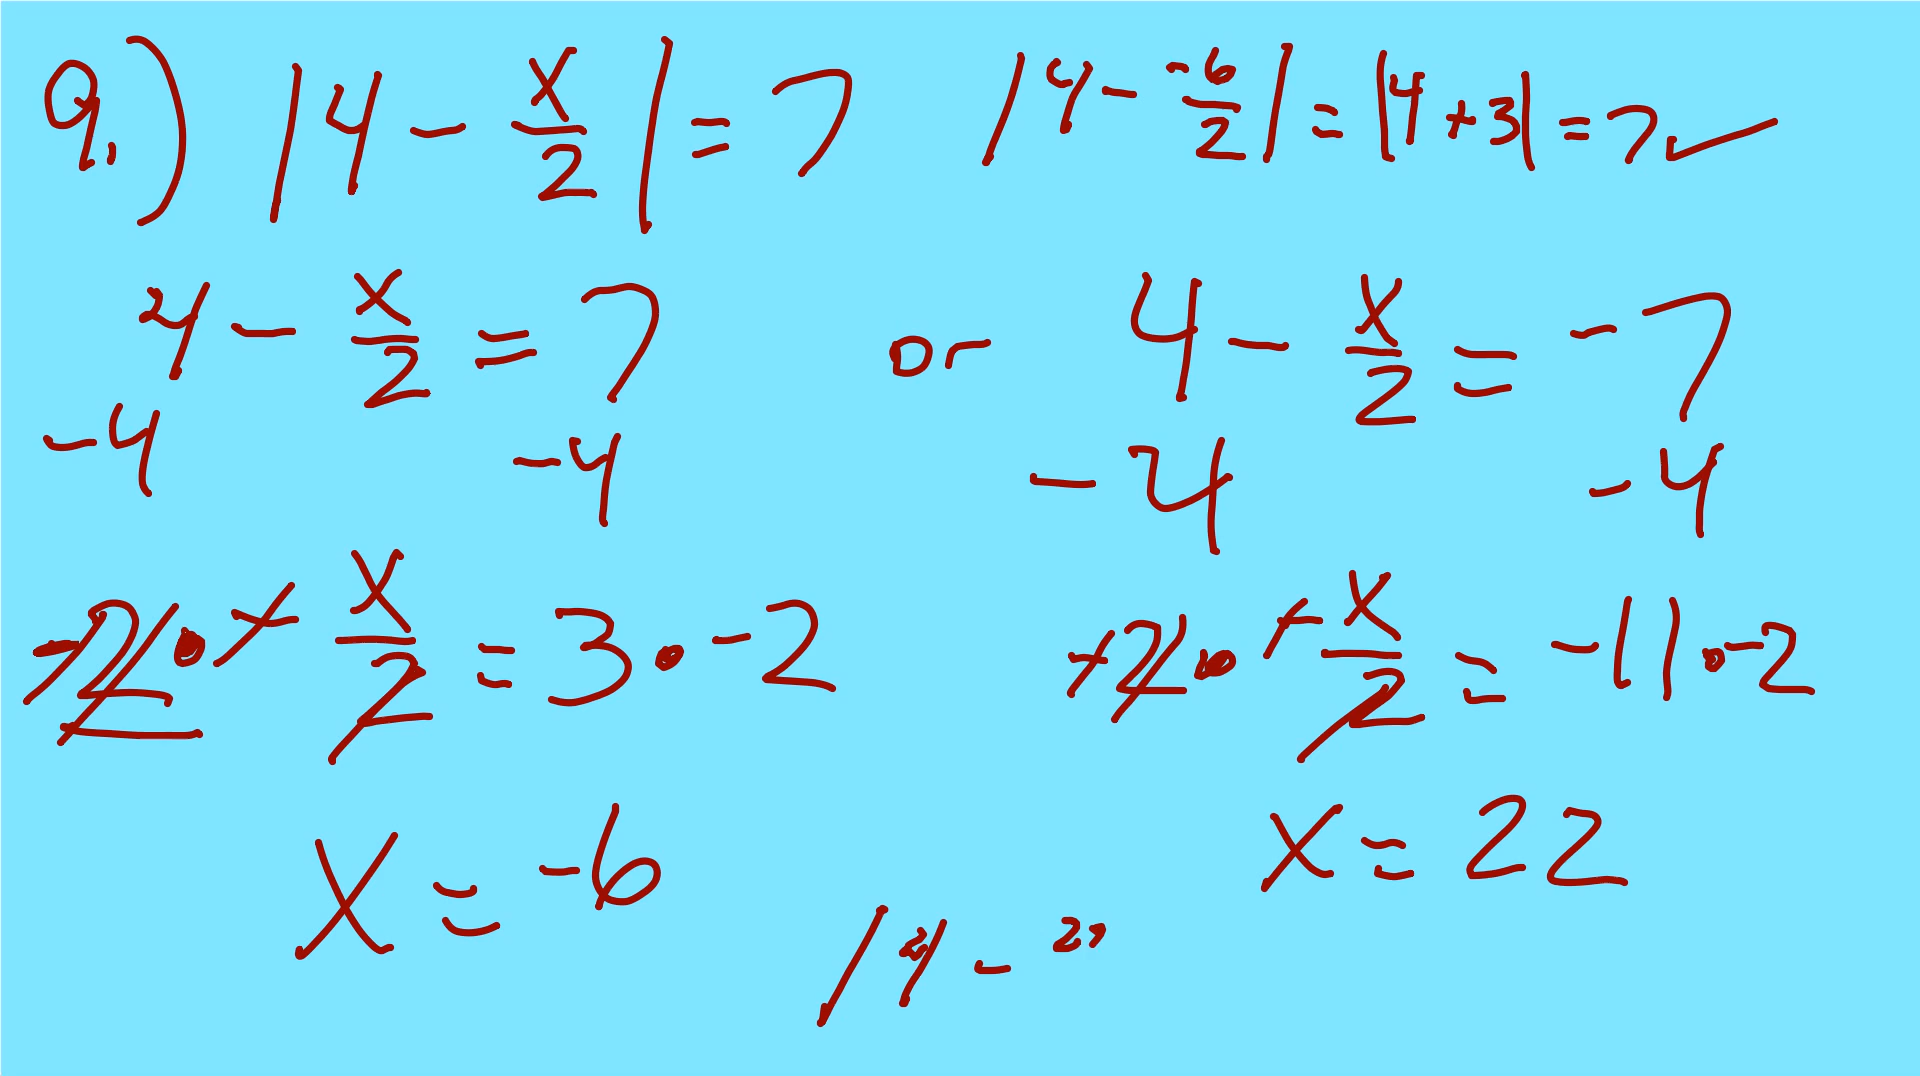 9.) |4 - x/2| = 7   |4 - -6/2| = |4 + 3| = 7 ✓
4 - x/2 = 7   or   4 - x/2 = -7
-4   -4   -4   -4
-2 • - x/2 = 3 • -2   -2 • - x/2 = -11 • -2
x = -6   x = 22
|4 - 2